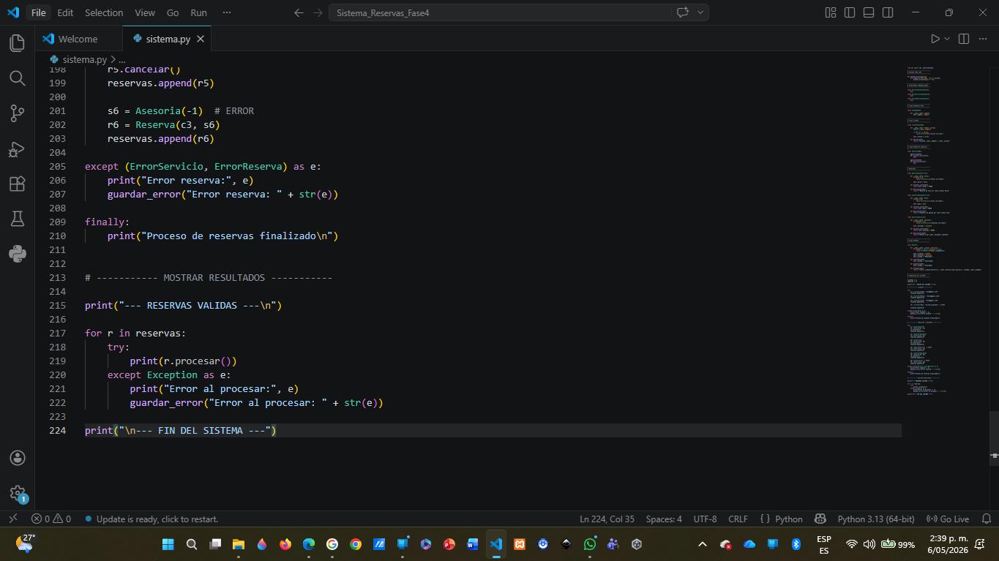 File Edit Selection View Go Run ···
Sistema_Reservas_Fase4
Welcome
sistema.py
sistema.py > ...
198 r5.cancelar()
199 reservas.append(r5)
200
201 s6 = Asesoria(-1)  # ERROR
202 r6 = Reserva(c3, s6)
203 reservas.append(r6)
204
205 except (ErrorServicio, ErrorReserva) as e:
206 print("Error reserva:", e)
207 guardar_error("Error reserva: " + str(e))
208
209 finally:
210 print("Proceso de reservas finalizado\n")
211
212
213 # ----------- MOSTRAR RESULTADOS -----------
214
215 print("--- RESERVAS VALIDAS ---\n")
216
217 for r in reservas:
218 try:
219 print(r.procesar())
220 except Exception as e:
221 print("Error al procesar:", e)
222 guardar_error("Error al procesar: " + str(e))
223
224 print("\n--- FIN DEL SISTEMA ---")
1
0 0 Update is ready, click to restart. Ln 224, Col 35 Spaces: 4 UTF-8 CRLF { } Python Python 3.13 (64-bit) Go Live
27° ESP 99% 2:39 p. m.
ES 6/05/2026